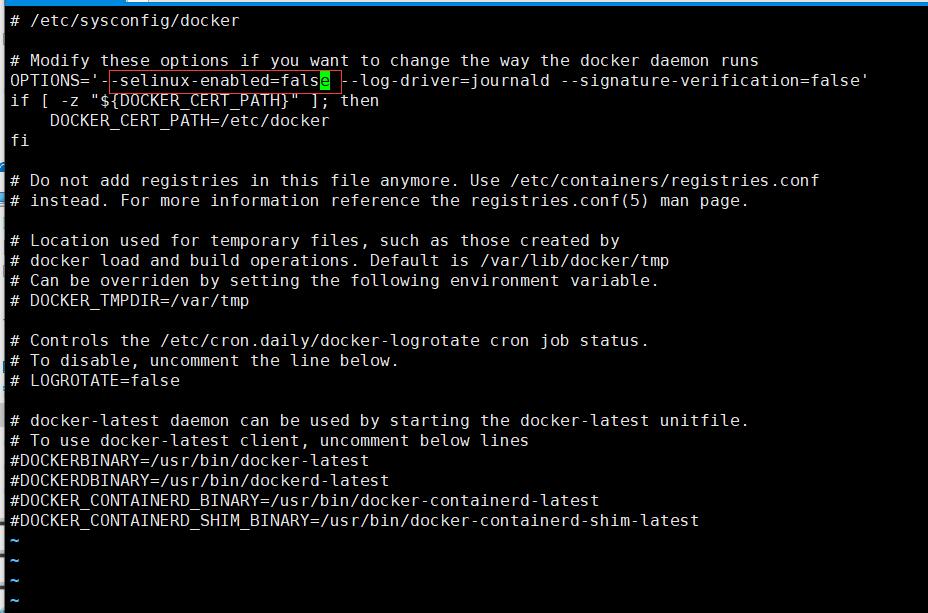 # /etc/sysconfig/docker
# Modify these options if you want to change the way the docker daemon runs
OPTIONS='--selinux-enabled=false --log-driver=journald --signature-verification=false'
if [ -z "${DOCKER_CERT_PATH}" ]; then
    DOCKER_CERT_PATH=/etc/docker
fi
# Do not add registries in this file anymore. Use /etc/containers/registries.conf
# instead. For more information reference the registries.conf(5) man page.
# Location used for temporary files, such as those created by
# docker load and build operations. Default is /var/lib/docker/tmp
# Can be overriden by setting the following environment variable.
# DOCKER_TMPDIR=/var/tmp
# Controls the /etc/cron.daily/docker-logrotate cron job status.
# To disable, uncomment the line below.
# LOGROTATE=false
# docker-latest daemon can be used by starting the docker-latest unitfile.
# To use docker-latest client, uncomment below lines
#DOCKERBINARY=/usr/bin/docker-latest
#DOCKERDBINARY=/usr/bin/dockerd-latest
#DOCKER_CONTAINERD_BINARY=/usr/bin/docker-containerd-latest
#DOCKER_CONTAINERD_SHIM_BINARY=/usr/bin/docker-containerd-shim-latest
~
~
~
~